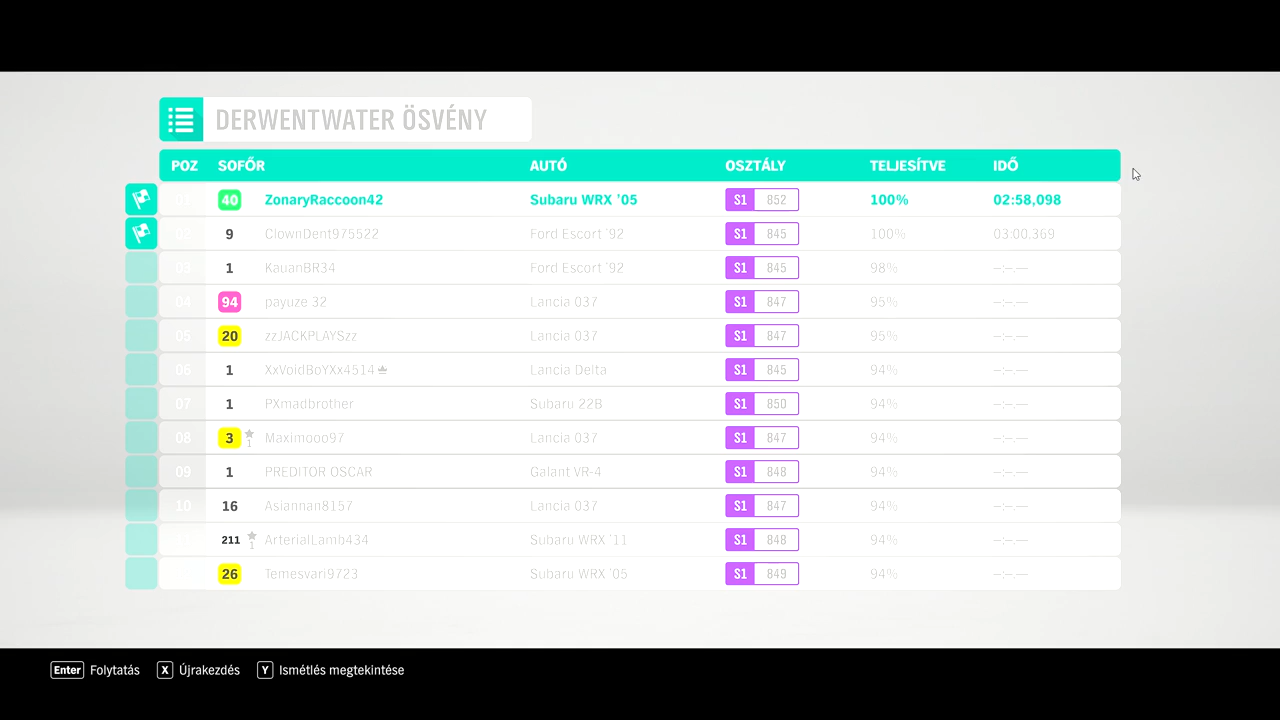 DERWENTWATER ÖSVÉNY
POZ SOFŐR AUTÓ OSZTÁLY TELJESÍTVE IDŐ
01 40 ZonaryRaccoon42 Subaru WRX '05 S1 852 100% 02:58,098
02 9 ClownDent975522 Ford Escort '92 S1 845 100% 03:00.369
03 1 KauanBR34 Ford Escort '92 S1 845 98% --:--.---
04 94 payuze 32 Lancia 037 S1 847 95% --:--.---
05 20 zzJACKPLAYSzz Lancia 037 S1 847 95% --:--.---
06 1 XxVoidBoYXx4514 Lancia Delta S1 845 94% --:--.---
07 1 PXmadbrother Subaru 22B S1 850 94% --:--.---
08 3 1 Maximooo97 Lancia 037 S1 847 94% --:--.---
09 1 PREDITOR OSCAR Galant VR-4 S1 848 94% --:--.---
10 16 Asiannan8157 Lancia 037 S1 847 94% --:--.---
211 1 ArterialLamb434 Subaru WRX '11 S1 848 94% --:--.---
26 Temesvari9723 Subaru WRX '05 S1 849 94% --:--.---
Enter Folytatás X Újrakezdés Y Ismétlés megtekintése